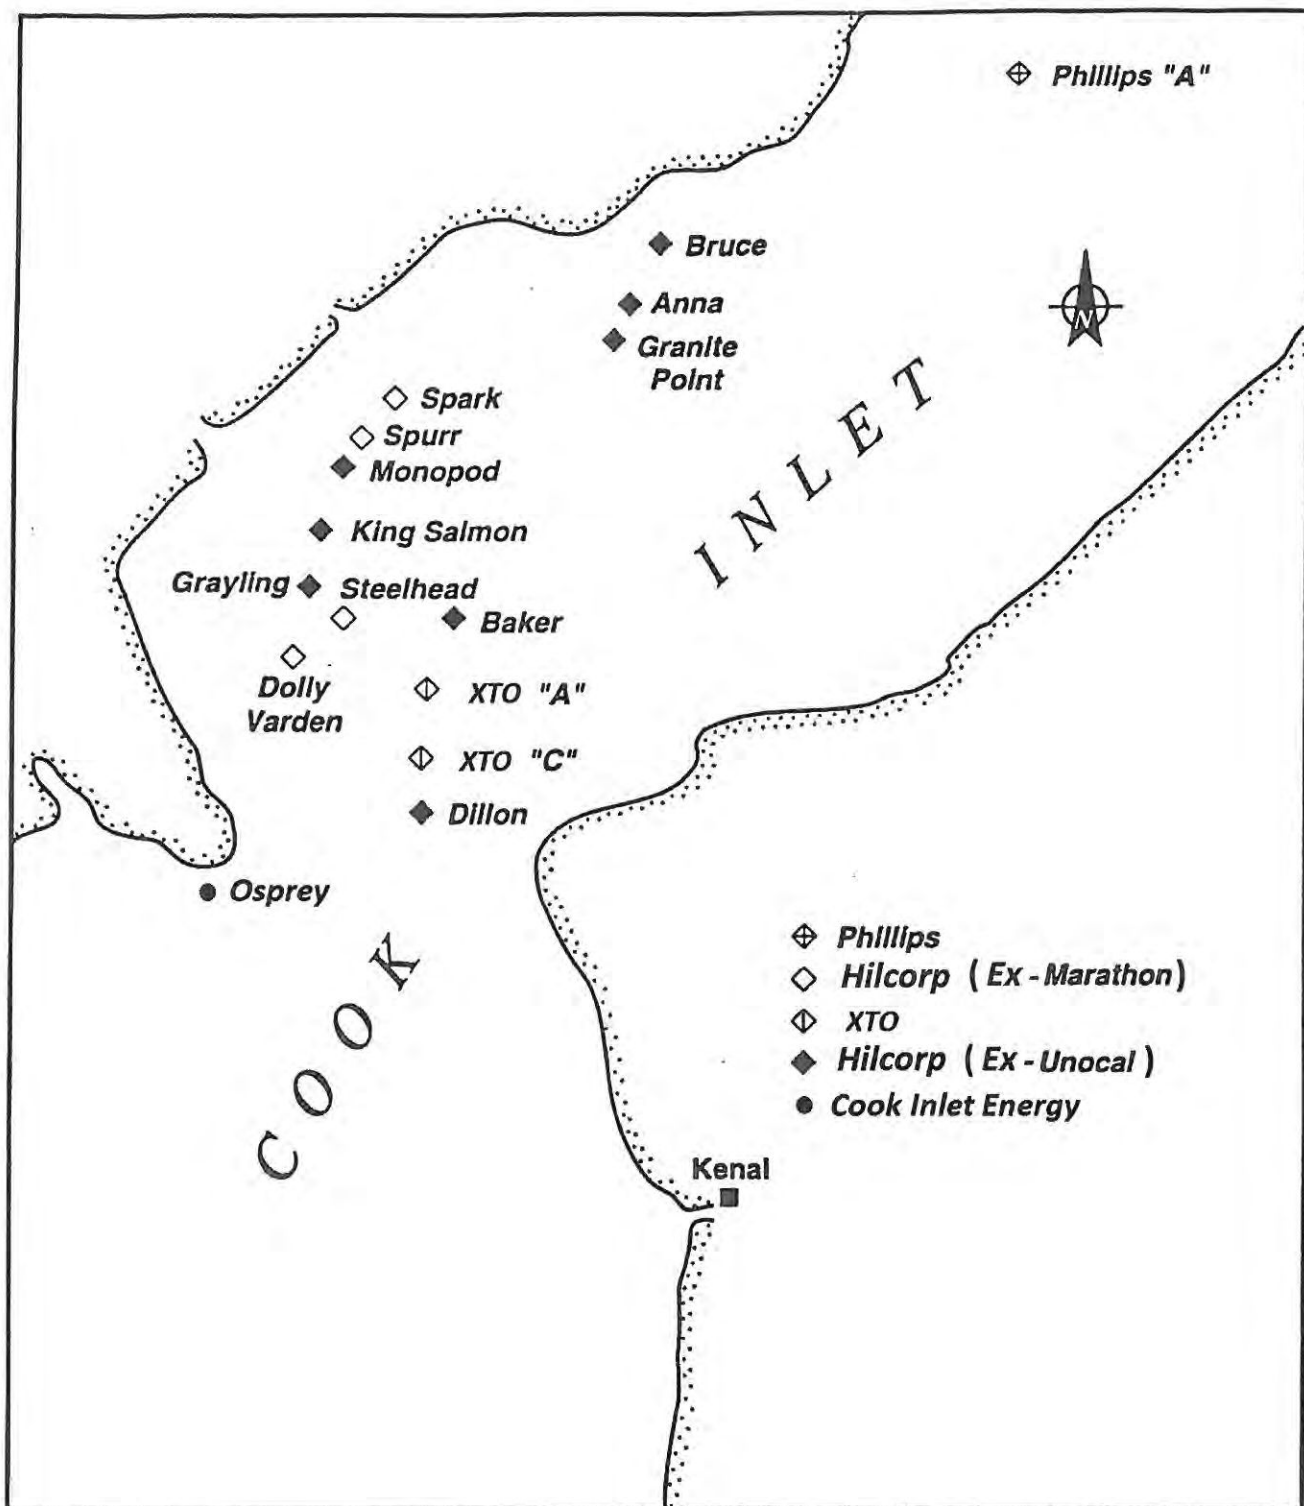 Phillips "A"
Bruce
Anna
Granite
Point
Spark
Spurr
Monopod
King Salmon
Grayling
Steelhead
Baker
Dolly
Varden
XTO "A"
XTO "C"
Dillon
Osprey
COOK
INLET
N
Phillips
Hilcorp ( Ex - Marathon )
XTO
Hilcorp ( Ex - Unocal )
Cook Inlet Energy
Kenai